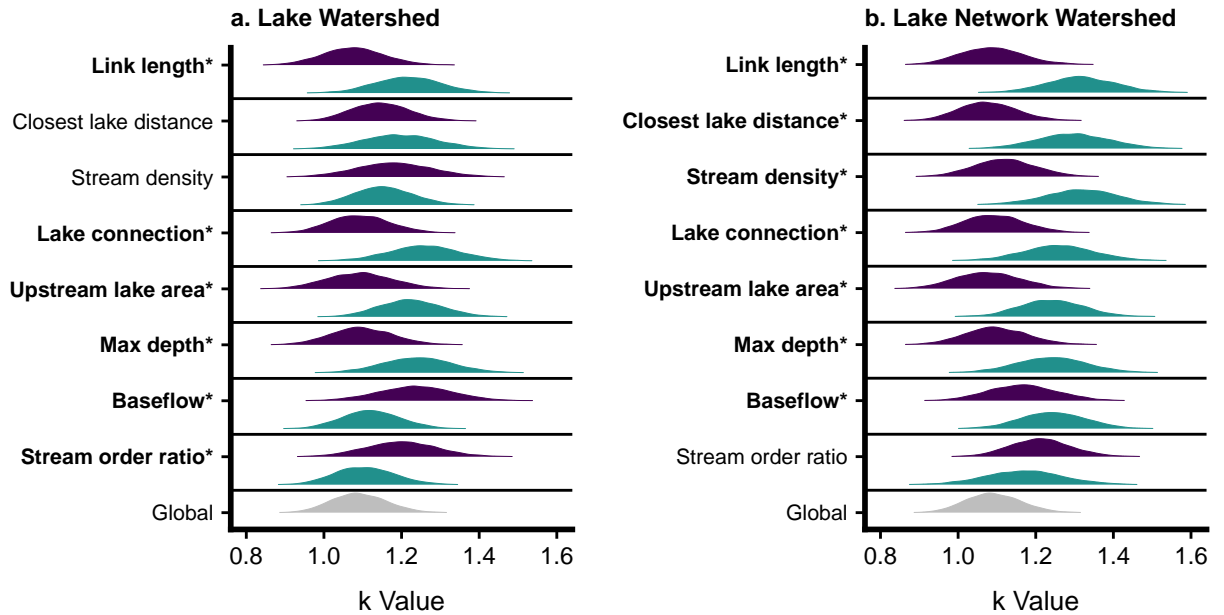 a. Lake Watershed
Link length*
Closest lake distance
Stream density
Lake connection*
Upstream lake area*
Max depth*
Baseflow*
Stream order ratio*
Global
0.8 1.0 1.2 1.4 1.6
k Value
b. Lake Network Watershed
Link length*
Closest lake distance*
Stream density*
Lake connection*
Upstream lake area*
Max depth*
Baseflow*
Stream order ratio
Global
0.8 1.0 1.2 1.4 1.6
k Value